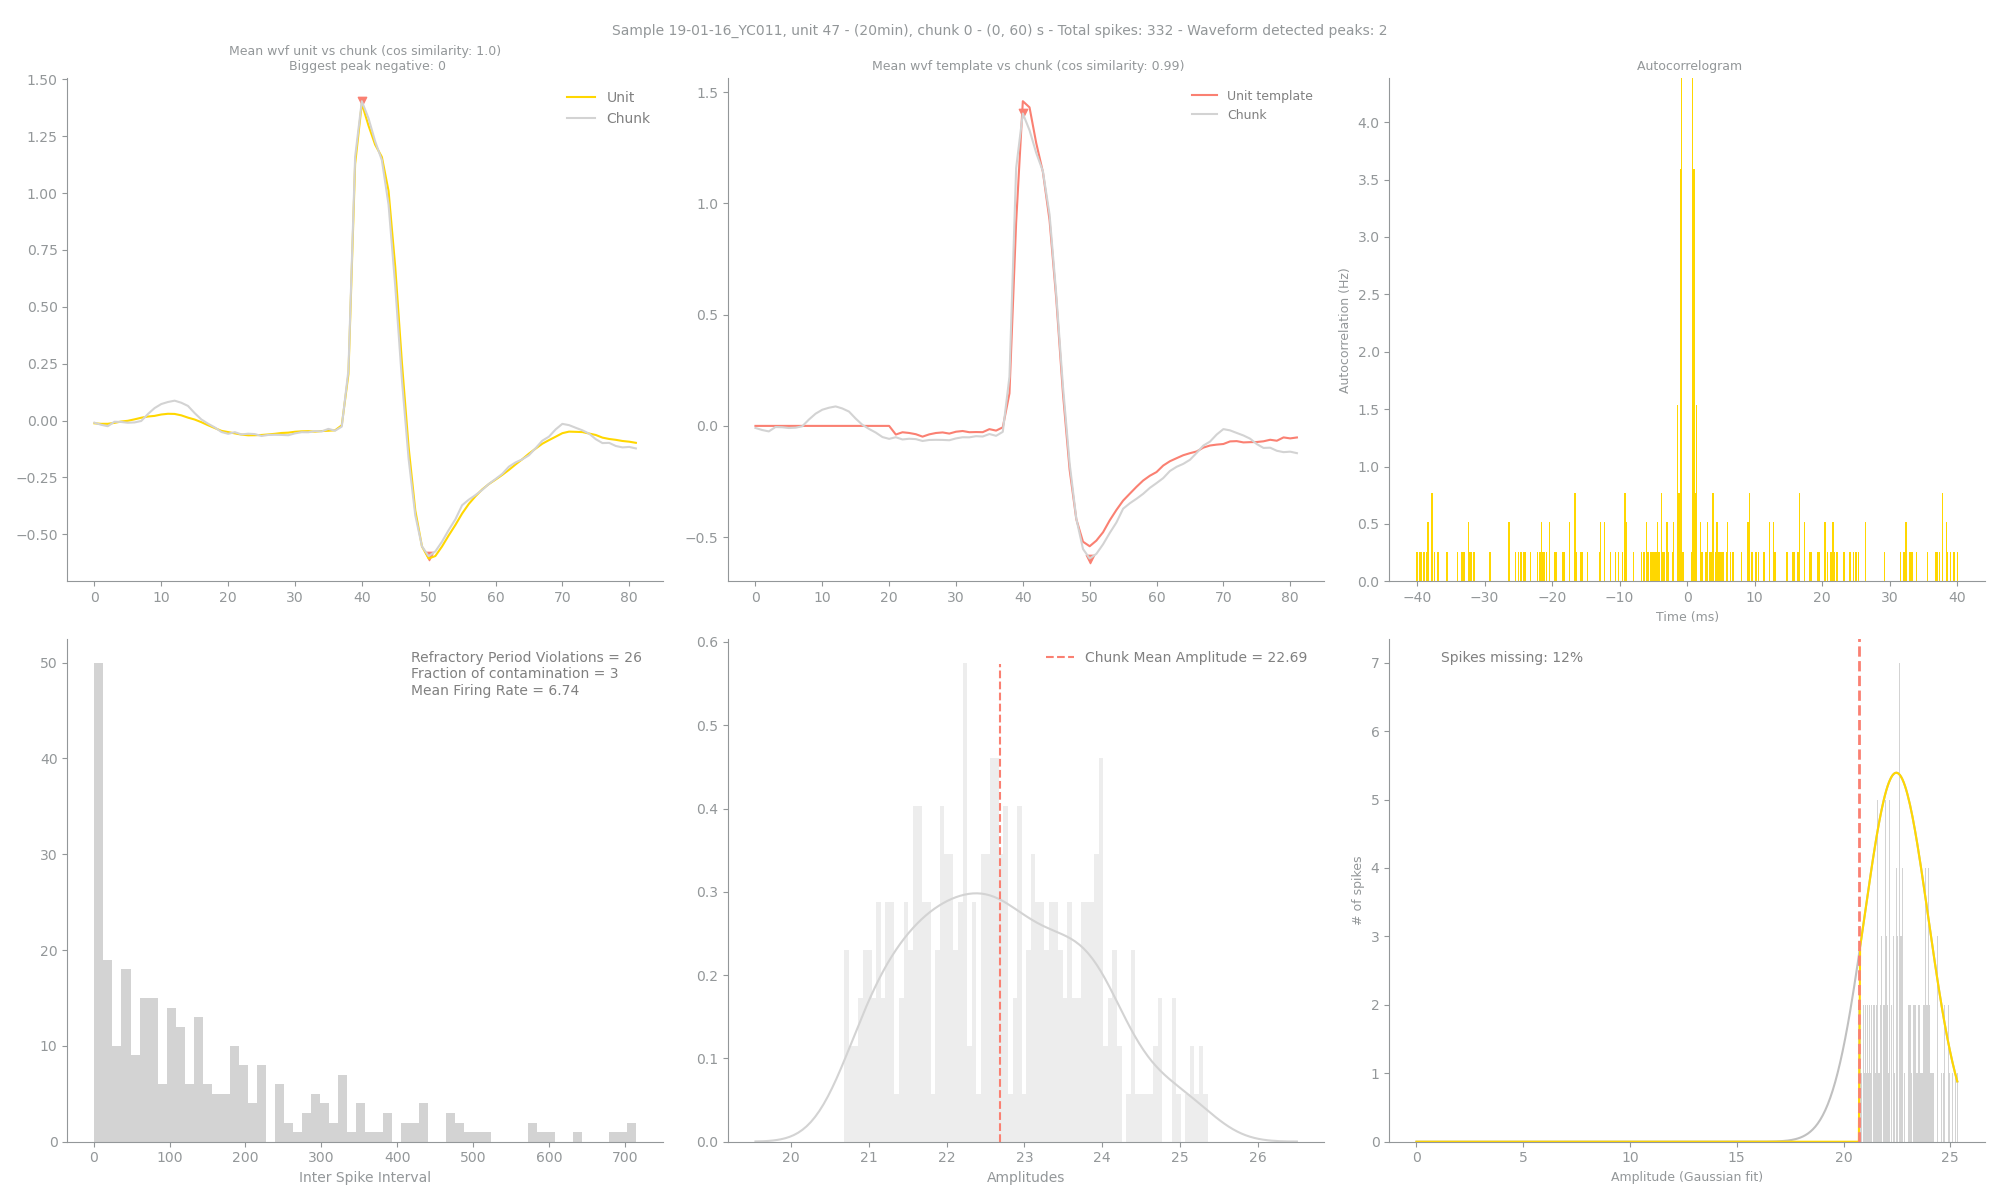 Sample 19-01-16_YC011, unit 47 - (20min), chunk 0 - (0, 60) s - Total spikes: 332 - Waveform detected peaks: 2
Mean wvf unit vs chunk (cos similarity: 1.0)
Biggest peak negative: 0
1.50
1.25
1.00
0.75
0.50
0.25
0.00
−0.25
−0.50
0 10 20 30 40 50 60 70 80
Unit
Chunk
Mean wvf template vs chunk (cos similarity: 0.99)
1.5
1.0
0.5
0.0
−0.5
0 10 20 30 40 50 60 70 80
Unit template
Chunk
Autocorrelogram
Autocorrelation (Hz)
4.0
3.5
3.0
2.5
2.0
1.5
1.0
0.5
0.0
−40 −30 −20 −10 0 10 20 30 40
Time (ms)
50
40
30
20
10
0
0 100 200 300 400 500 600 700
Inter Spike Interval
Refractory Period Violations = 26
Fraction of contamination = 3
Mean Firing Rate = 6.74
0.6
0.5
0.4
0.3
0.2
0.1
0.0
20 21 22 23 24 25 26
Amplitudes
Chunk Mean Amplitude = 22.69
# of spikes
7
6
5
4
3
2
1
0
0 5 10 15 20 25
Amplitude (Gaussian fit)
Spikes missing: 12%